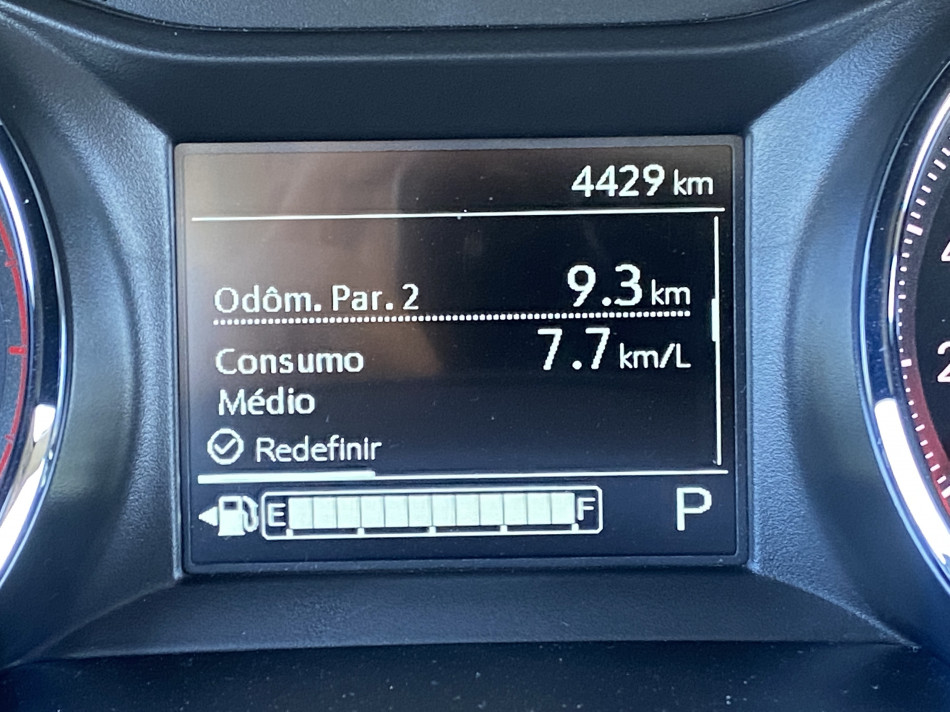 4429 km
Odôm. Par. 2 9.3 km
Consumo 7.7 km/L
Médio
Redefinir
E F P